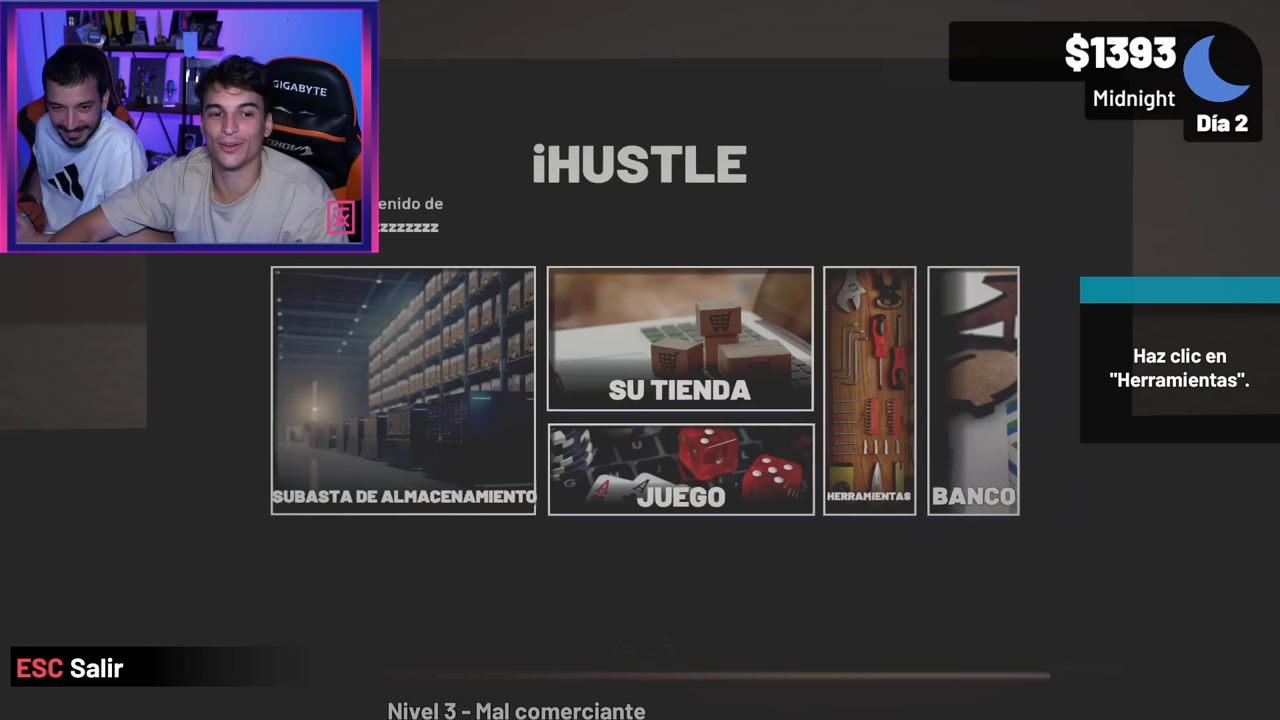 GIGABYTE
$1393
Midnight
Día 2
iHUSTLE
enido de
zzzzzzzz
SU TIENDA
SUBASTA DE ALMACENAMIENTO
JUEGO
HERRAMIENTAS
BANCO
Haz clic en
"Herramientas".
ESC Salir
Nivel 3 - Mal comerciante